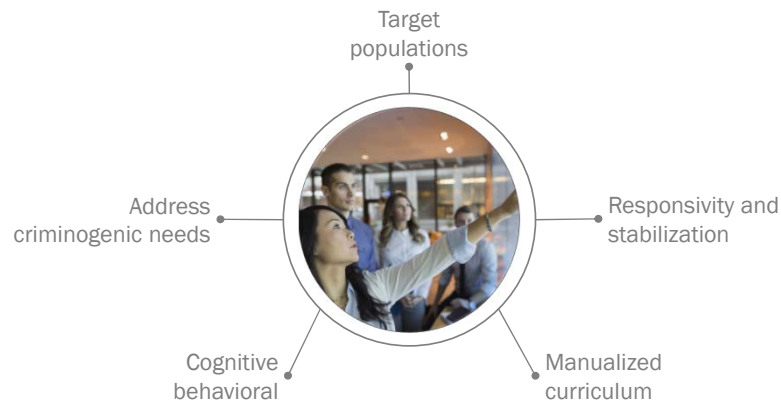 Target
populations
Address
criminogenic needs
Responsivity and
stabilization
Cognitive
behavioral
Manualized
curriculum